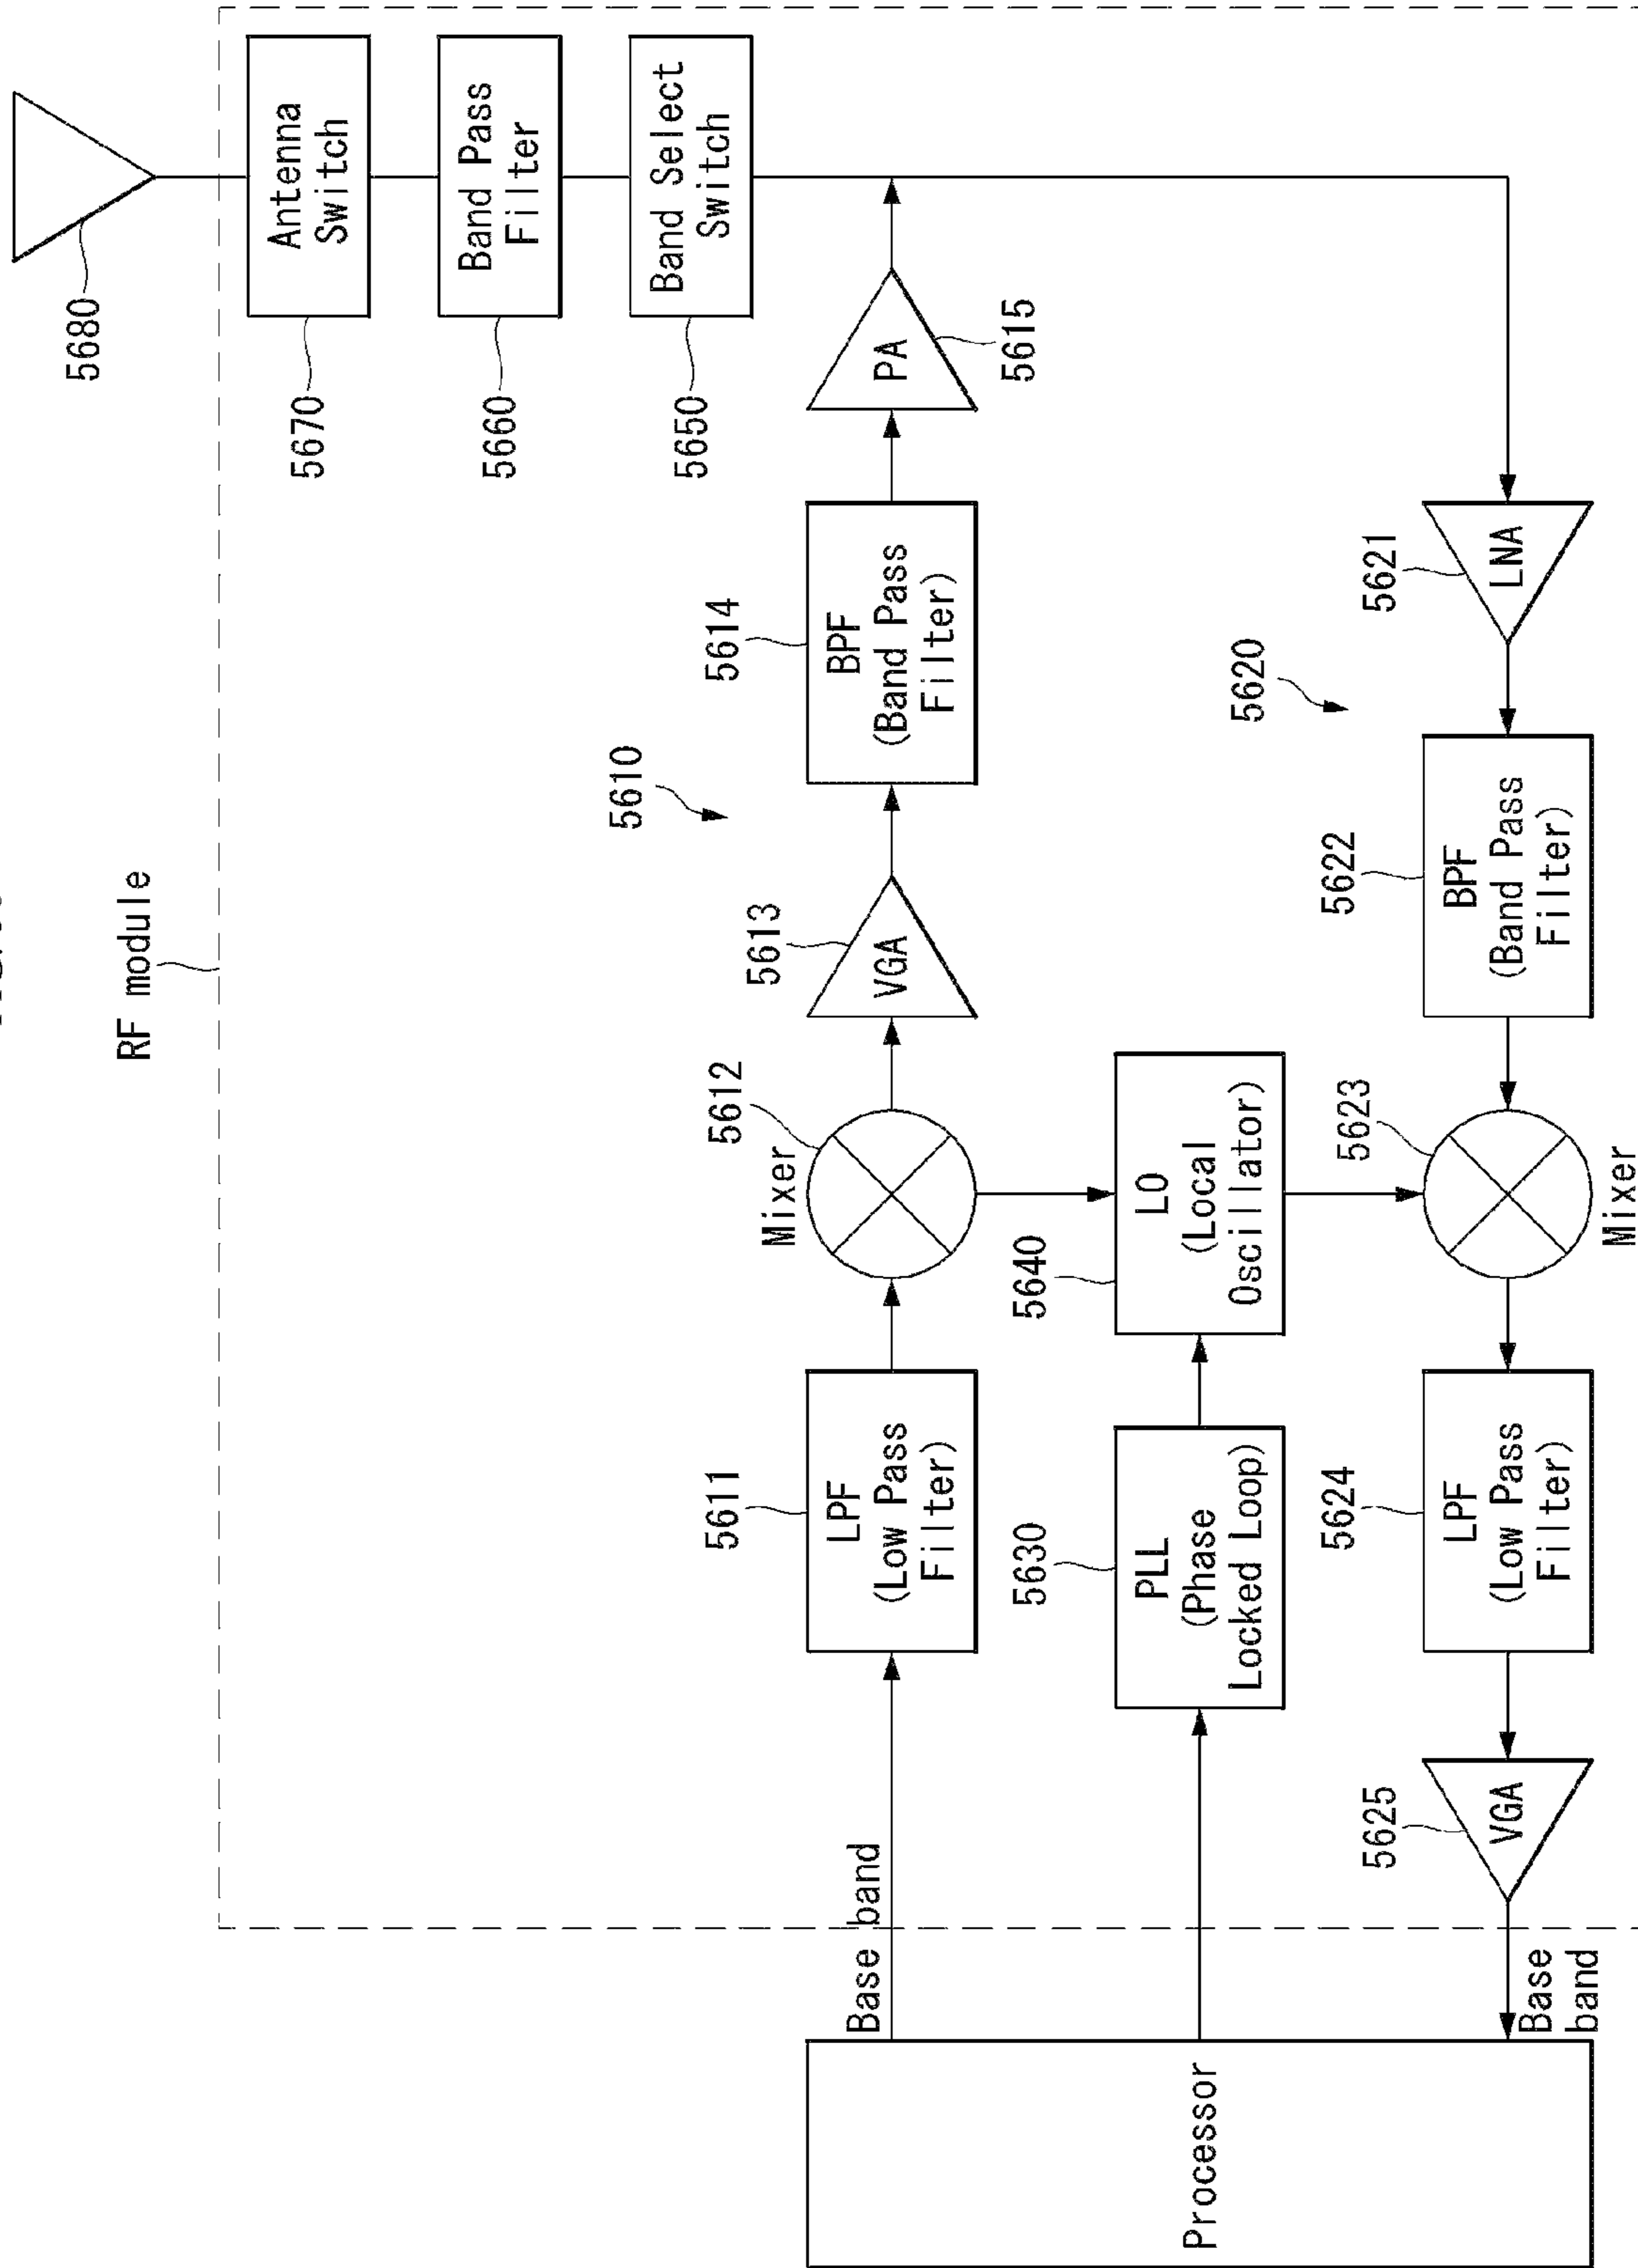 RF module
5680
5670
Antenna
Switch
5660
Band Pass
Filter
5650
Band Select
Switch
5610
Base band
5611
LPF
(Low Pass
Filter)
Mixer
5612
5613
VGA
5614
BPF
(Band Pass
Filter)
PA
5615
Processor
5630
PLL
(Phase
Locked Loop)
5640
LO
(Local
Oscillator)
5620
Base
band
5625
VGA
5624
LPF
(Low Pass
Filter)
5623
Mixer
5622
BPF
(Band Pass
Filter)
5621
LNA